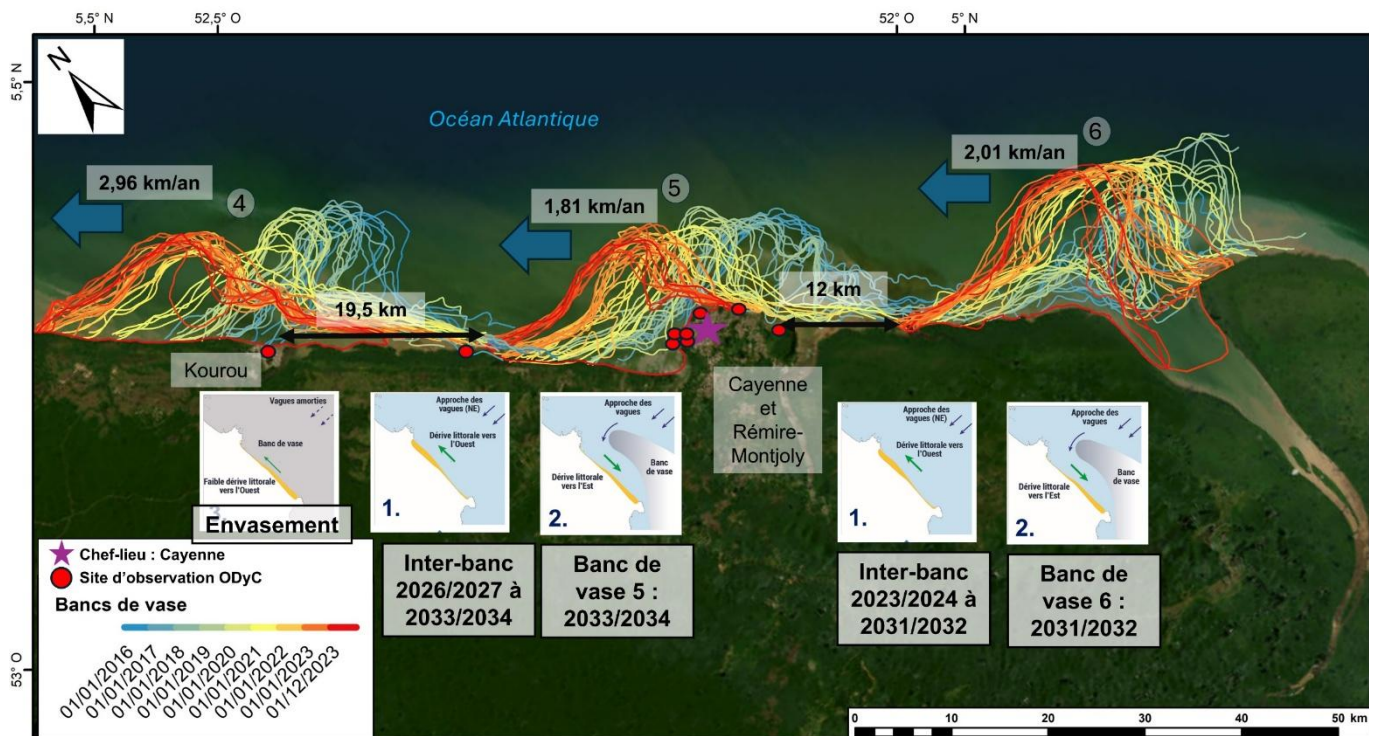 5,5° N
52,5° O
52° O
5° N
5,5° N
53° O
N
Océan Atlantique
2,96 km/an
4
1,81 km/an
5
2,01 km/an
6
19,5 km
12 km
Kourou
Cayenne
et
Rémire-
Montjoly
Vagues amorties
Banc de vase
Faible dérive littorale
vers l'Ouest
3.
Envasement
Approche des
vagues (NE)
Dérive littorale vers
l'Ouest
1.
Inter-banc
2026/2027 à
2033/2034
Approche des
vagues
Banc
de vase
Dérive littorale
vers l'Est
2.
Banc de
vase 5 :
2033/2034
Approche des
vagues (NE)
Dérive littorale vers
l'Ouest
1.
Inter-banc
2023/2024 à
2031/2032
Approche des
vagues
Banc
de vase
Dérive littorale
vers l'Est
2.
Banc de
vase 6 :
2031/2032
Chef-lieu : Cayenne
Site d'observation ODyC
Bancs de vase
01/01/2016
01/01/2017
01/01/2018
01/01/2019
01/01/2020
01/01/2021
01/01/2022
01/01/2023
01/12/2023
0 10 20 30 40 50 km